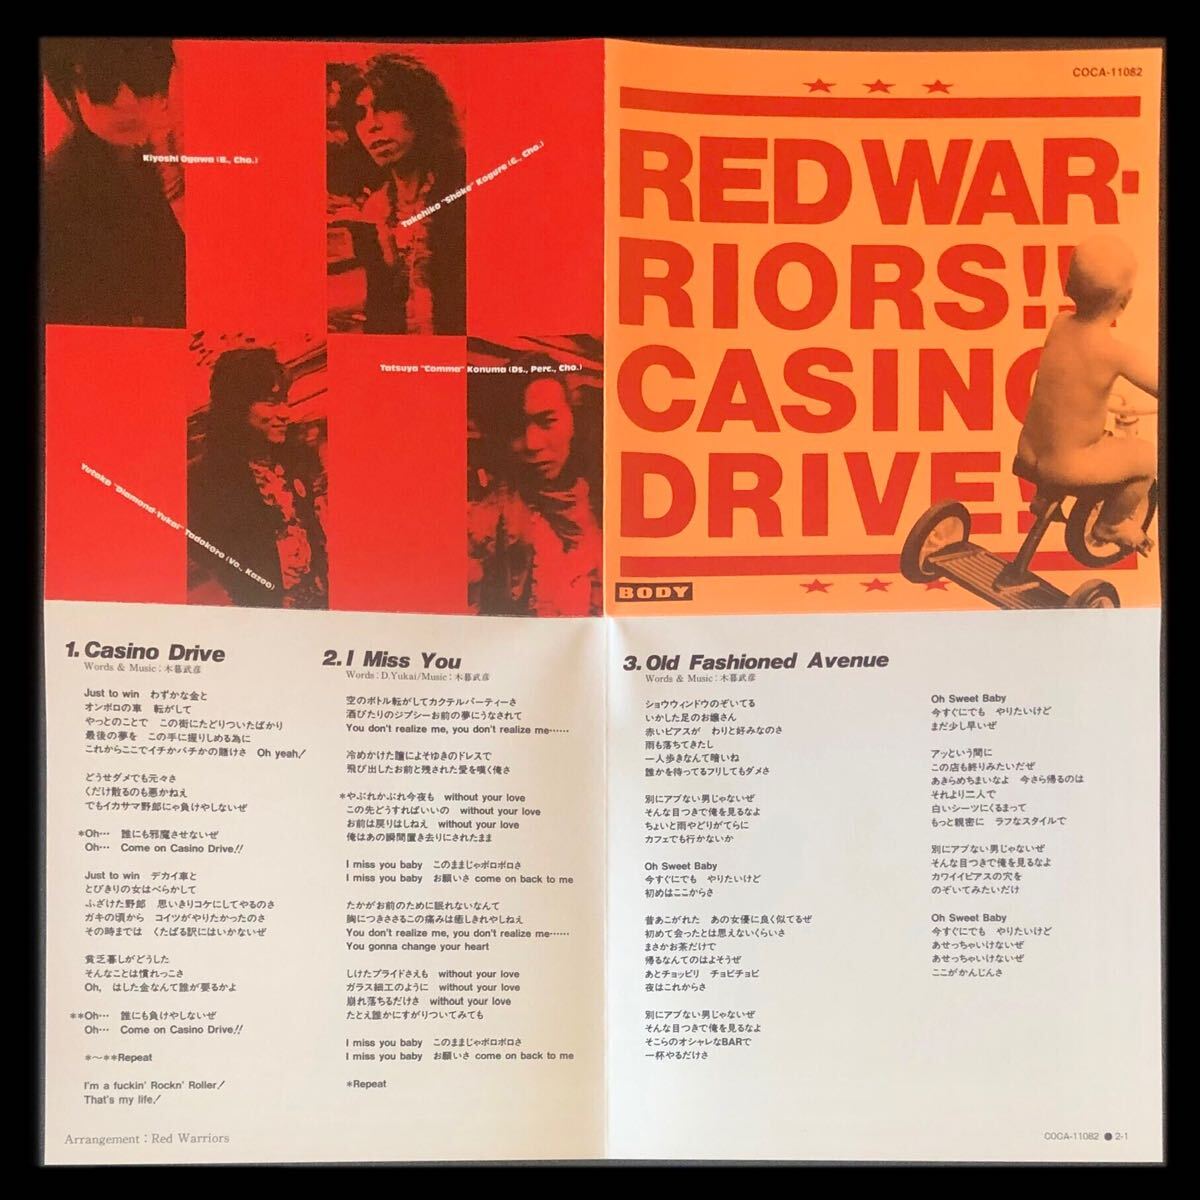 Kiyoshi Ogawa (B., Cho.)
Takehiko "Shake" Kogure (G., Cho.)
Yutaka "Diamond-Yukai" Tadokoro (Vo., Kazoo)
Tatsuya "Comma" Konuma (Ds., Perc., Cho.)
COCA-11082
RED WAR-
RIORS!!
CASINO
DRIVE!
BODY
1. Casino Drive
Words & Music：木暮武彦
Just to win　わずかな金と
オンボロの車　転がして
やっとのことで　この街にたどりついたばかり
最後の夢を　この手に握りしめる為に
これからここでイチかバチかの賭けさ　Oh yeah!
どうせダメでも元々さ
くだけ散るのも悪かねえ
でもイカサマ野郎にゃ負けやしないぜ
*Oh…　誰にも邪魔させないぜ
Oh…　Come on Casino Drive!!
Just to win　デカイ車と
とびきりの女はべらかして
ふざけた野郎　思いきりコケにしてやるのさ
ガキの頃から　コイツがやりたかったのさ
その時までは　くたばる訳にはいかないぜ
貧乏暮しがどうした
そんなことは慣れっこさ
Oh,　はした金なんて誰が要るかよ
**Oh…　誰にも負けやしないぜ
Oh…　Come on Casino Drive!!
*～**Repeat
I'm a fuckin' Rockn' Roller!
That's my life!
Arrangement：Red Warriors
2. I Miss You
Words：D.Yukai/Music：木暮武彦
空のボトル転がしてカクテルパーティーさ
酒びたりのジプシーお前の夢にうなされて
You don't realize me, you don't realize me……
冷めかけた瞳によそゆきのドレスで
飛び出したお前と残された愛を嘆く俺さ
*やぶれかぶれ今夜も　without your love
この先どうすればいいの　without your love
お前は戻りはしねえ　without your love
俺はあの瞬間置き去りにされたまま
I miss you baby　このままじゃボロボロさ
I miss you baby　お願いさ come on back to me
たかがお前のために眠れないなんて
胸につきささるこの痛みは癒しきれやしねえ
You don't realize me, you don't realize me……
You gonna change your heart
しけたプライドさえも　without your love
ガラス細工のように　without your love
崩れ落ちるだけさ　without your love
たとえ誰かにすがりついてみても
I miss you baby　このままじゃボロボロさ
I miss you baby　お願いさ come on back to me
*Repeat
3. Old Fashioned Avenue
Words & Music：木暮武彦
ショウウィンドウのぞいてる
いかした足のお嬢さん
赤いピアスが　わりと好みなのさ
雨も落ちてきたし
一人歩きなんて暗いね
誰かを待ってるフリしてもダメさ
別にアブない男じゃないぜ
そんな目つきで俺を見るなよ
ちょいと雨やどりがてらに
カフェでも行かないか
Oh Sweet Baby
今すぐにでも　やりたいけど
初めはここからさ
昔あこがれた　あの女優に良く似てるぜ
初めて会ったとは思えないくらいさ
まさかお茶だけで
帰るなんてのはよそうぜ
あとチョッピリ　チョビチョビ
夜はこれからさ
別にアブない男じゃないぜ
そんな目つきで俺を見るなよ
そこらのオシャレなBARで
一杯やるだけさ
Oh Sweet Baby
今すぐにでも　やりたいけど
まだ少し早いぜ
アッという間に
この店も終りみたいだぜ
あきらめちまいなよ　今さら帰るのは
それより二人で
白いシーツにくるまって
もっと親密に　ラフなスタイルで
別にアブない男じゃないぜ
そんな目つきで俺を見るなよ
カワイイピアスの穴を
のぞいてみたいだけ
Oh Sweet Baby
今すぐにでも　やりたいけど
あせっちゃいけないぜ
あせっちゃいけないぜ
ここがかんじんさ
COCA-11082 ● 2-1